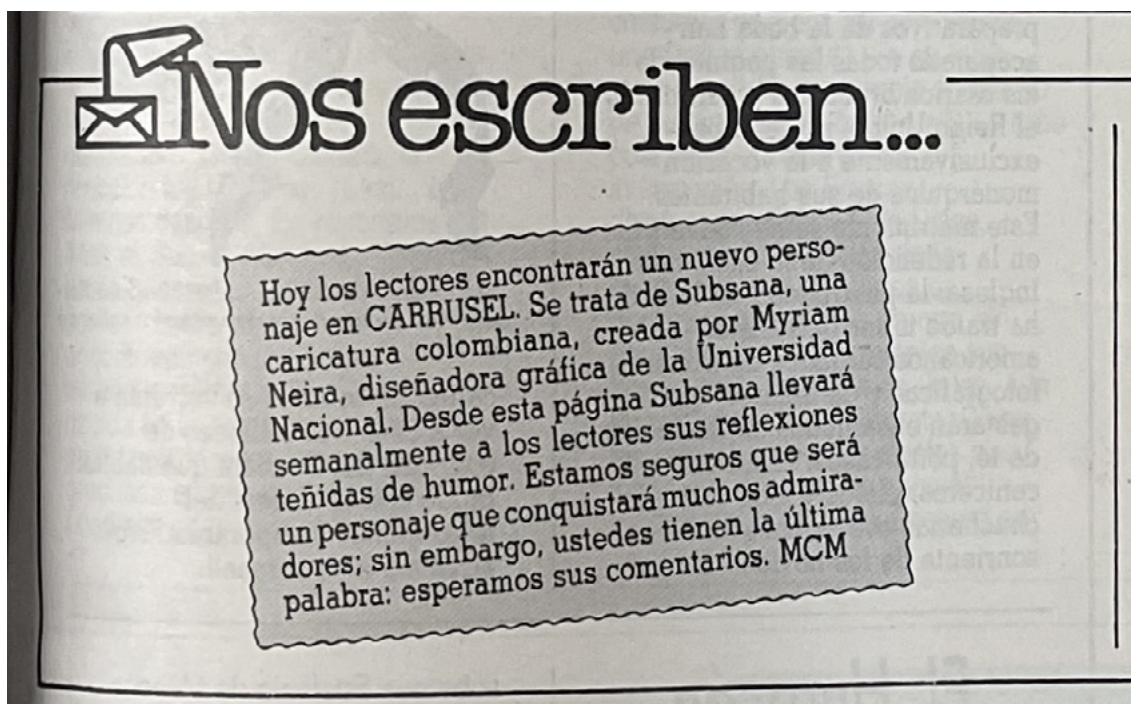 Nos escriben...
Hoy los lectores encontrarán un nuevo perso-
naje en CARRUSEL. Se trata de Subsana, una
caricatura colombiana, creada por Myriam
Neira, diseñadora gráfica de la Universidad
Nacional. Desde esta página Subsana llevará
semanalmente a los lectores sus reflexiones
teñidas de humor. Estamos seguros que será
un personaje que conquistará muchos admira-
dores; sin embargo, ustedes tienen la última
palabra: esperamos sus comentarios. MCM